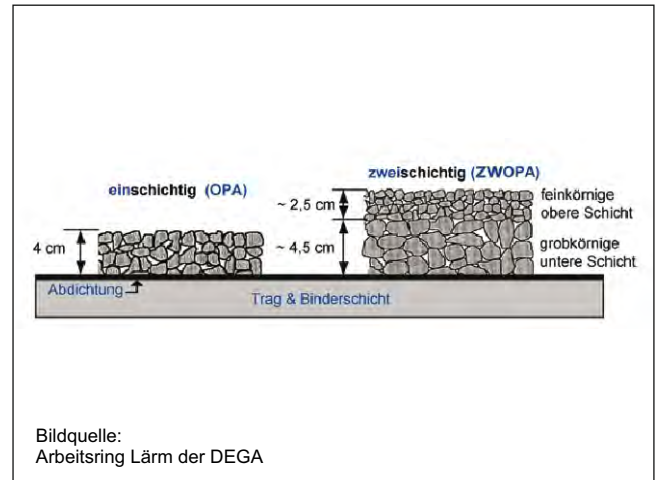 einschichtig (OPA)
4 cm
zweischichtig (ZWOPA)
~ 2,5 cm
~ 4,5 cm
feinkörnige
obere Schicht
grobkörnige
untere Schicht
Abdichtung
Trag & Binderschicht
Bildquelle:
Arbeitsring Lärm der DEGA